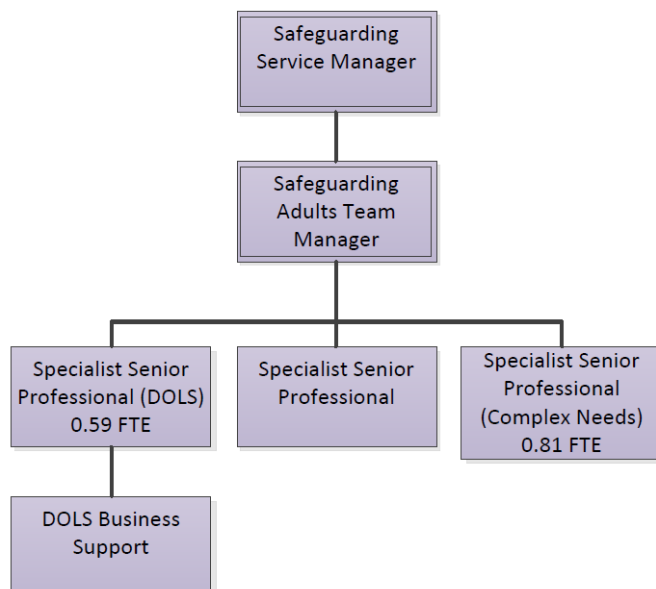 Safeguarding
Service Manager
Safeguarding
Adults Team
Manager
Specialist Senior
Professional (DOLS)
0.59 FTE
Specialist Senior
Professional
Specialist Senior
Professional
(Complex Needs)
0.81 FTE
DOLS Business
Support